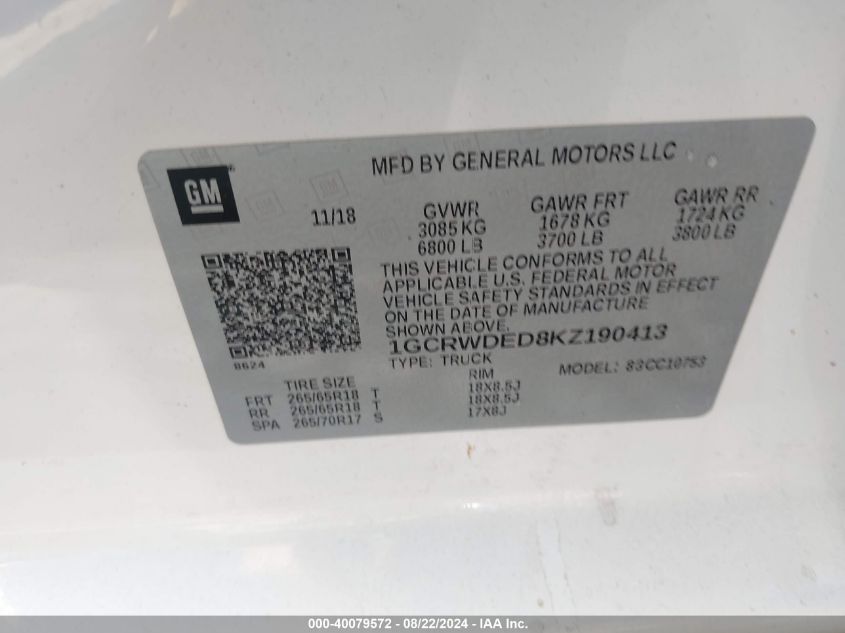 MFD BY GENERAL MOTORS LLC
GM
11/18
GVWR GAWR FRT GAWR RR
3085 KG 1678 KG 1724 KG
6800 LB 3700 LB 3800 LB
THIS VEHICLE CONFORMS TO ALL
APPLICABLE U.S. FEDERAL MOTOR
VEHICLE SAFETY STANDARDS IN EFFECT
ON THE DATE OF MANUFACTURE
SHOWN ABOVE.
1GCRWDED8KZ190413
8624
TYPE: TRUCK MODEL: 83CC10753
TIRE SIZE RIM
FRT 265/65R18 T 18X8.5J
RR 265/65R18 T 18X8.5J
SPA 265/70R17 S 17X8J
000-40079572 - 08/22/2024 - IAA Inc.